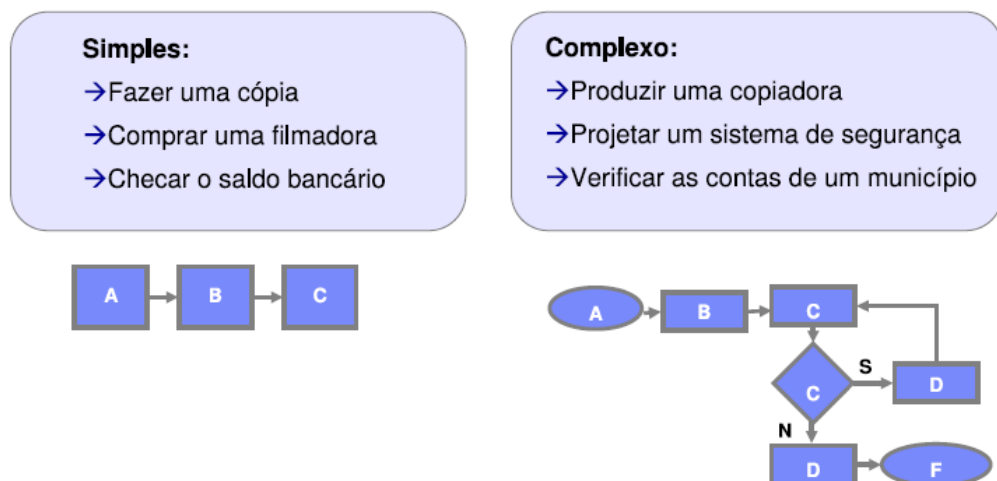 Simples:
→Fazer uma cópia
→Comprar uma filmadora
→Checar o saldo bancário
Complexo:
→Produzir uma copiadora
→Projetar um sistema de segurança
→Verificar as contas de um município
A B C
A B C
C S D
N
D F